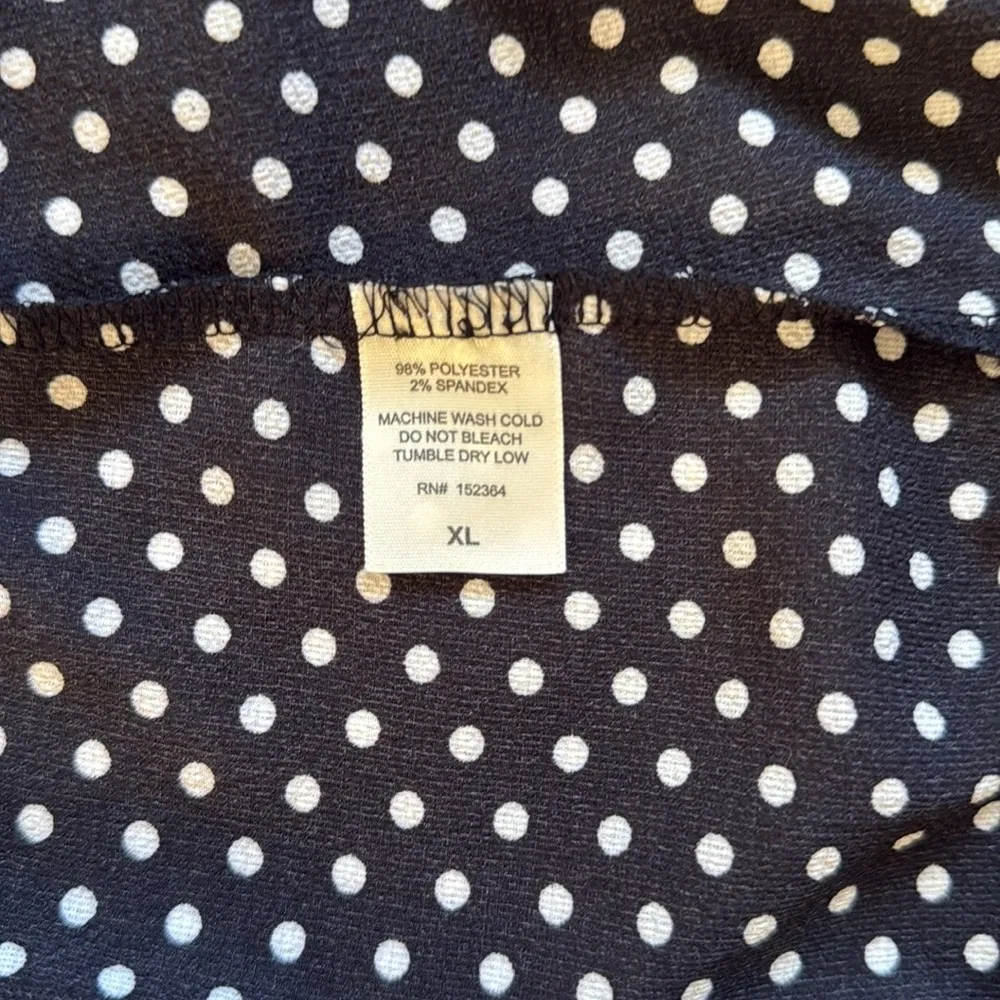 98% POLYESTER
2% SPANDEX
MACHINE WASH COLD
DO NOT BLEACH
TUMBLE DRY LOW
RN# 152364
XL